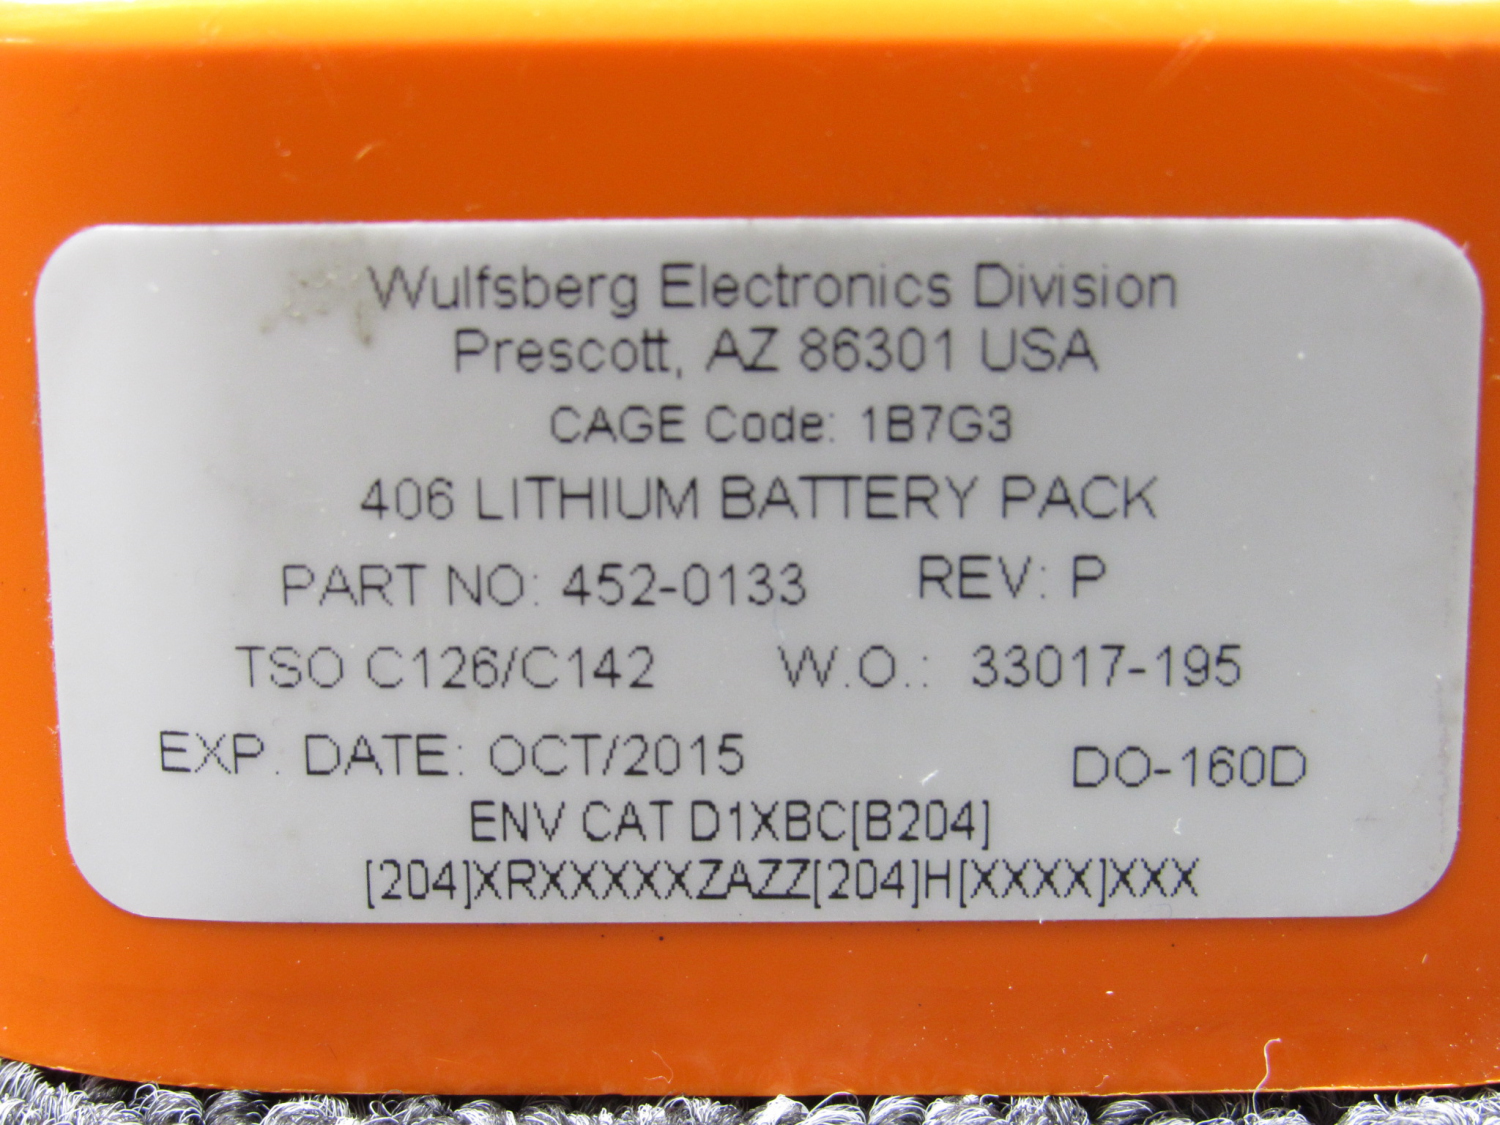 Wulfsberg Electronics Division
Prescott, AZ 86301 USA
CAGE Code: 1B7G3
406 LITHIUM BATTERY PACK
PART NO: 452-0133 REV: P
TSO C126/C142 W.O.: 33017-195
EXP. DATE: OCT/2015 DO-160D
ENV CAT D1XBC[B204]
[204]XRXXXXXZAZZ[204]H[XXXX]XXX